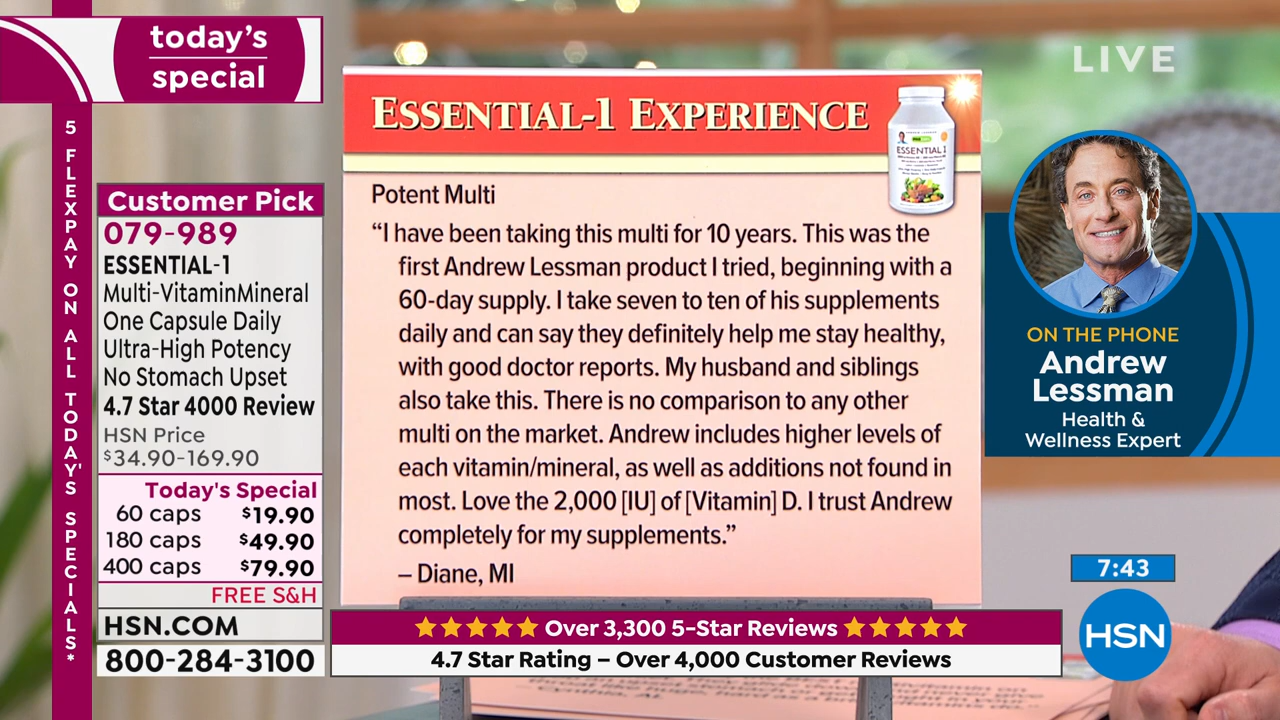 today's
special
5 FLEXPAY ON ALL TODAY'S SPECIALS*
Customer Pick
079-989
ESSENTIAL-1
Multi-VitaminMineral
One Capsule Daily
Ultra-High Potency
No Stomach Upset
4.7 Star 4000 Review
HSN Price
$34.90-169.90
Today's Special
60 caps $19.90
180 caps $49.90
400 caps $79.90
FREE S&H
HSN.COM
800-284-3100
ESSENTIAL-1 EXPERIENCE
ESSENTIAL 1
Potent Multi
“I have been taking this multi for 10 years. This was the
first Andrew Lessman product I tried, beginning with a
60-day supply. I take seven to ten of his supplements
daily and can say they definitely help me stay healthy,
with good doctor reports. My husband and siblings
also take this. There is no comparison to any other
multi on the market. Andrew includes higher levels of
each vitamin/mineral, as well as additions not found in
most. Love the 2,000 [IU] of [Vitamin] D. I trust Andrew
completely for my supplements.”
– Diane, MI
LIVE
ON THE PHONE
Andrew
Lessman
Health &
Wellness Expert
7:43
HSN
Over 3,300 5-Star Reviews
4.7 Star Rating – Over 4,000 Customer Reviews